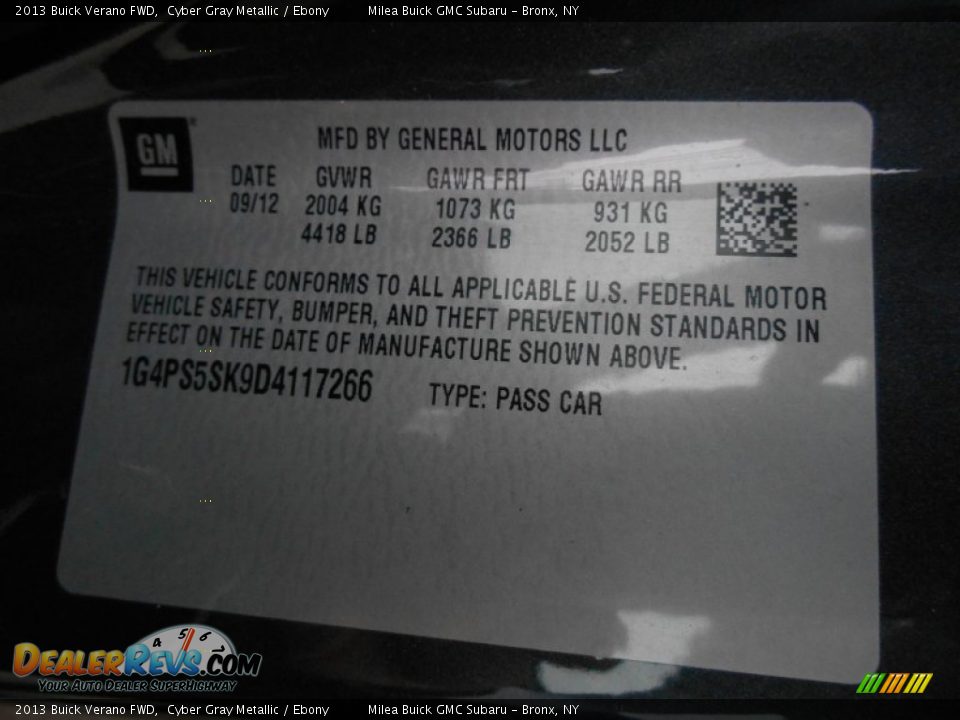 2013 Buick Verano FWD, Cyber Gray Metallic / Ebony Milea Buick GMC Subaru - Bronx, NY
GM
MFD BY GENERAL MOTORS LLC
DATE GVWR GAWR FRT GAWR RR
09/12 2004 KG 1073 KG 931 KG
4418 LB 2366 LB 2052 LB
THIS VEHICLE CONFORMS TO ALL APPLICABLE U.S. FEDERAL MOTOR
VEHICLE SAFETY, BUMPER, AND THEFT PREVENTION STANDARDS IN
EFFECT ON THE DATE OF MANUFACTURE SHOWN ABOVE.
1G4PS5SK9D4117266 TYPE: PASS CAR
4 5 6
DEALERREVS.COM
YOUR AUTO DEALER SUPERHIGHWAY
2013 Buick Verano FWD, Cyber Gray Metallic / Ebony Milea Buick GMC Subaru - Bronx, NY